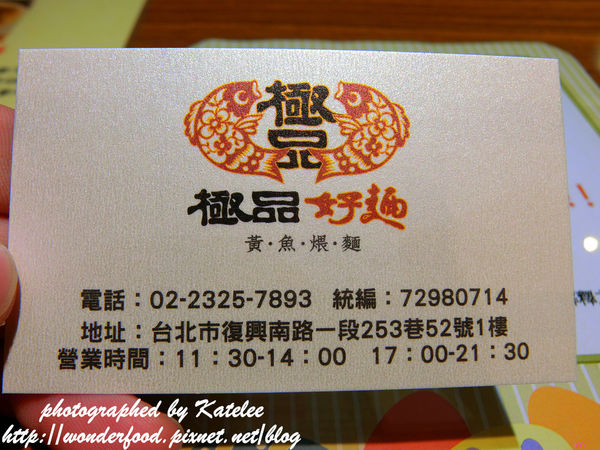 極品
極品好麵
黃・魚・煨・麵
電話：02-2325-7893 統編：72980714
地址：台北市復興南路一段253巷52號1樓
營業時間：11：30-14：00 17：00-21：30
photographed by Katelee
http://wonderfood.pixnet.net/blog